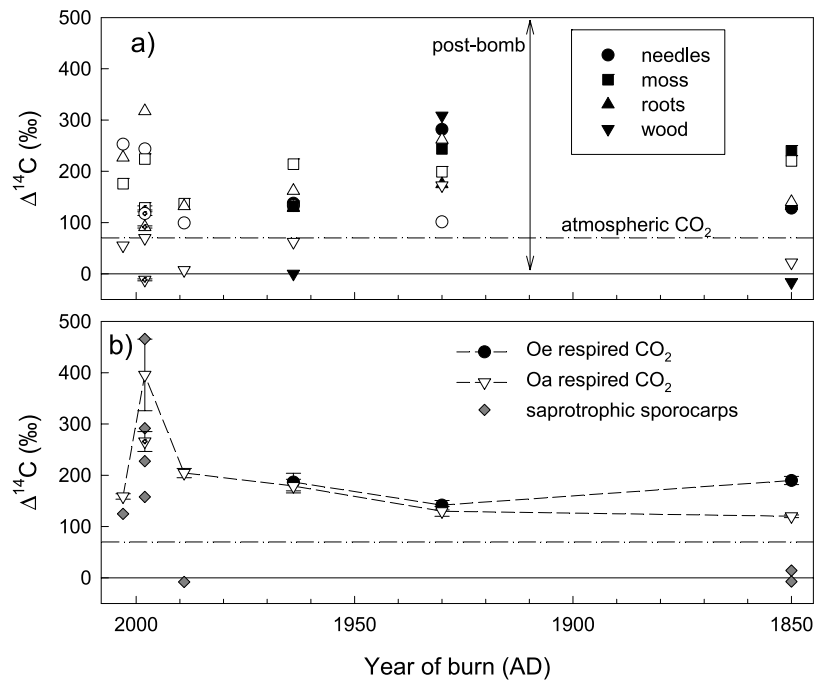 500
a)
post-bomb
needles
moss
roots
wood
400
300
200
100
0
Δ¹⁴C (‰)
atmospheric CO₂
500
b)
Oe respired CO₂
Oa respired CO₂
saprotrophic sporocarps
400
300
200
100
0
Δ¹⁴C (‰)
2000
1950
1900
1850
Year of burn (AD)